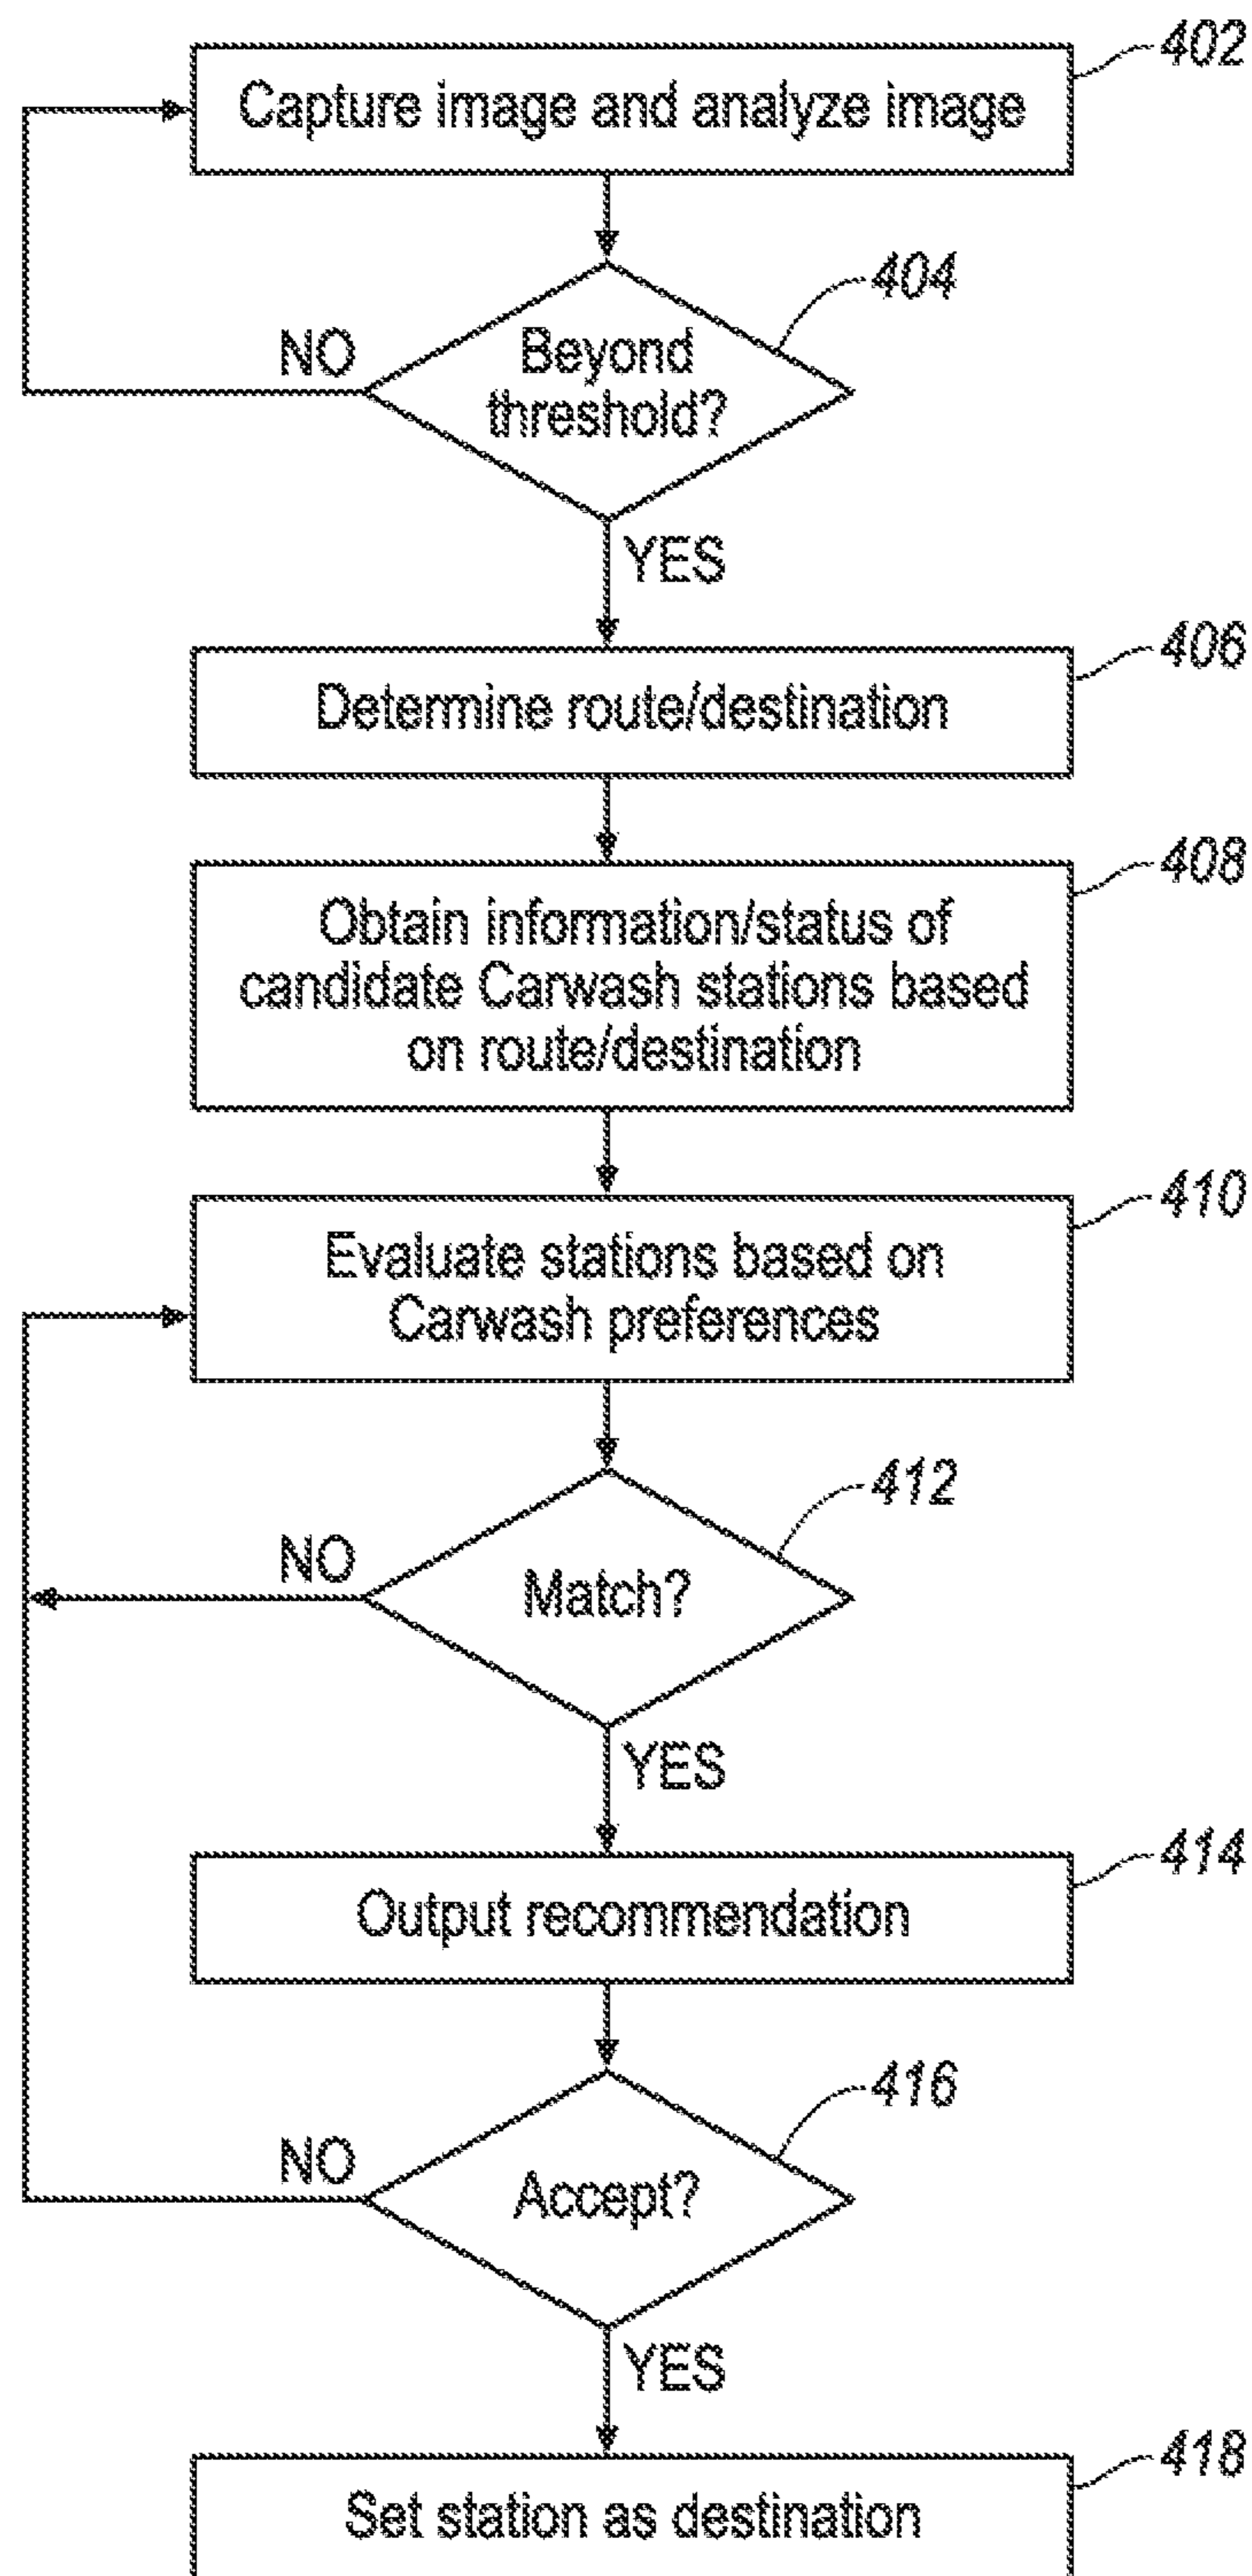 402
Capture image and analyze image
404
Beyond
threshold?
NO
YES
406
Determine route/destination
408
Obtain information/status of
candidate Carwash stations based
on route/destination
410
Evaluate stations based on
Carwash preferences
412
Match?
NO
YES
414
Output recommendation
416
Accept?
NO
YES
418
Set station as destination